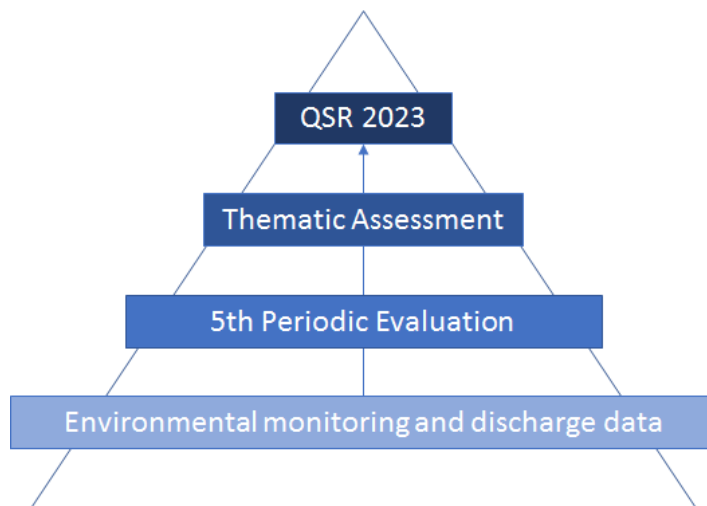 QSR 2023
Thematic Assessment
5th Periodic Evaluation
Environmental monitoring and discharge data